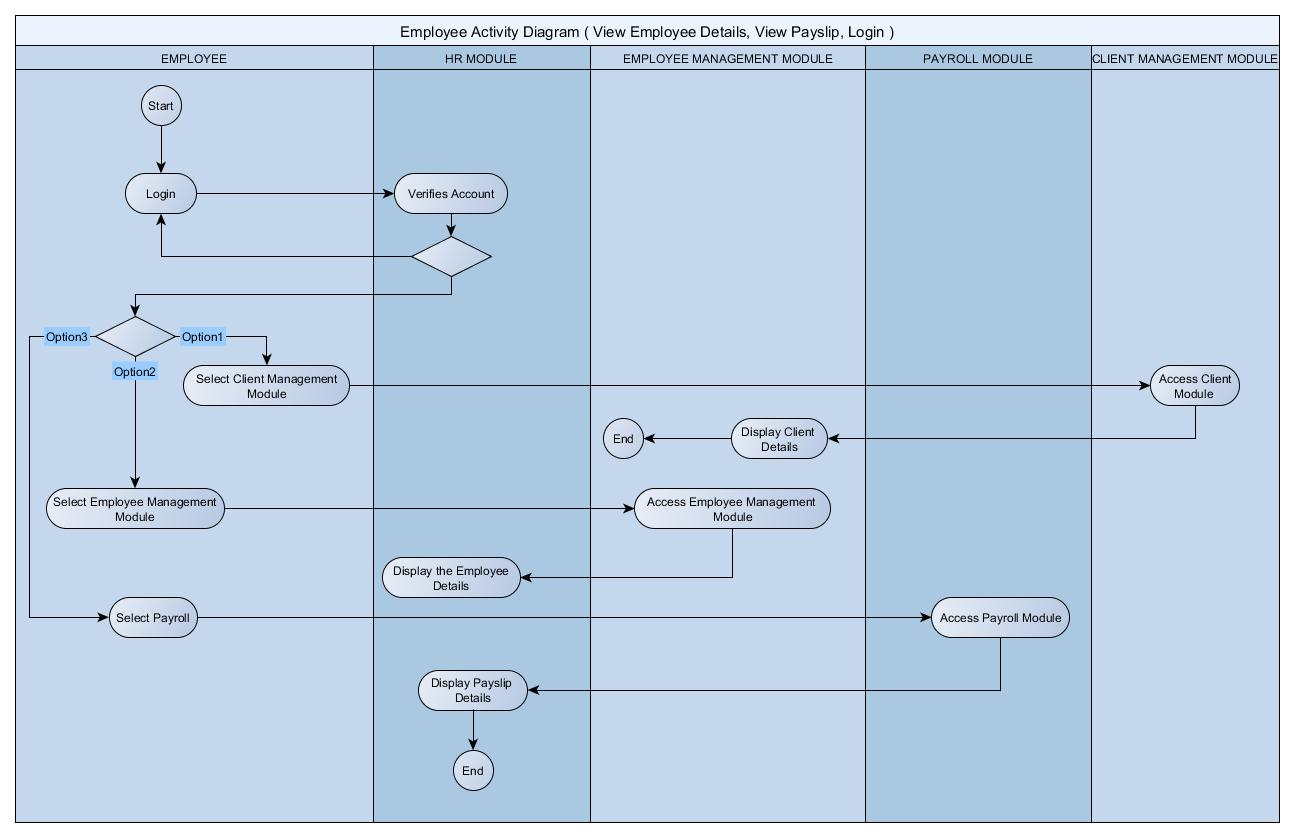 Employee Activity Diagram ( View Employee Details, View Payslip, Login )
EMPLOYEE
HR MODULE
EMPLOYEE MANAGEMENT MODULE
PAYROLL MODULE
CLIENT MANAGEMENT MODULE
Start
Login
Verifies Account
Option3
Option1
Option2
Select Client Management
Module
Access Client
Module
End
Display Client
Details
Select Employee Management
Module
Access Employee Management
Module
Display the Employee
Details
Select Payroll
Access Payroll Module
Display Payslip
Details
End